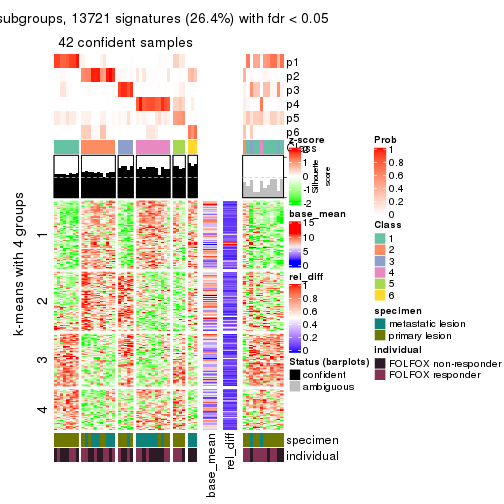 subgroups, 13721 signatures (26.4%) with fdr < 0.05
42 confident samples
p1
p2
p3
p4
p5
p6
Class
Silhouette
score
k-means with 4 groups
1
2
3
4
base_mean
rel_diff
specimen
individual
z-score
2
1
0
-1
-2
base_mean
15
10
5
rel_diff
1
0.8
0.6
0.4
0.2
0
Status (barplots)
confident
ambiguous
Prob
1
0.8
0.6
0.4
0.2
0
Class
1
2
3
4
5
6
specimen
metastatic lesion
primary lesion
individual
FOLFOX non-responder
FOLFOX responder